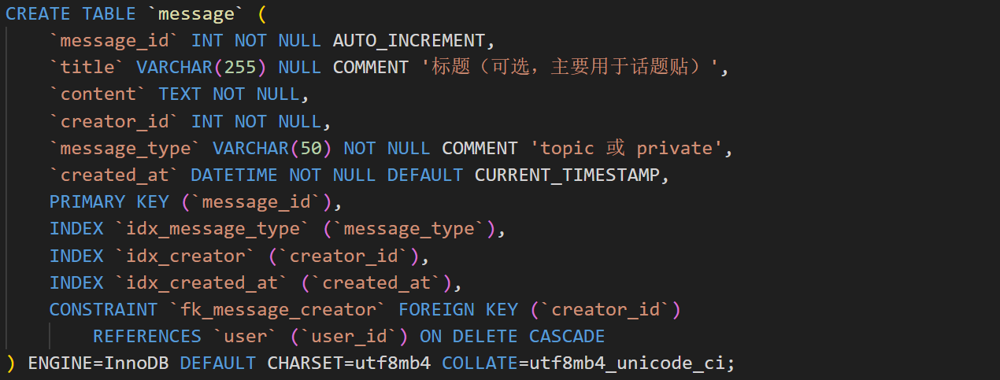 CREATE TABLE `message` (
    `message_id` INT NOT NULL AUTO_INCREMENT,
    `title` VARCHAR(255) NULL COMMENT '标题（可选，主要用于话题贴）',
    `content` TEXT NOT NULL,
    `creator_id` INT NOT NULL,
    `message_type` VARCHAR(50) NOT NULL COMMENT 'topic 或 private',
    `created_at` DATETIME NOT NULL DEFAULT CURRENT_TIMESTAMP,
    PRIMARY KEY (`message_id`),
    INDEX `idx_message_type` (`message_type`),
    INDEX `idx_creator` (`creator_id`),
    INDEX `idx_created_at` (`created_at`),
    CONSTRAINT `fk_message_creator` FOREIGN KEY (`creator_id`)
        REFERENCES `user` (`user_id`) ON DELETE CASCADE
) ENGINE=InnoDB DEFAULT CHARSET=utf8mb4 COLLATE=utf8mb4_unicode_ci;